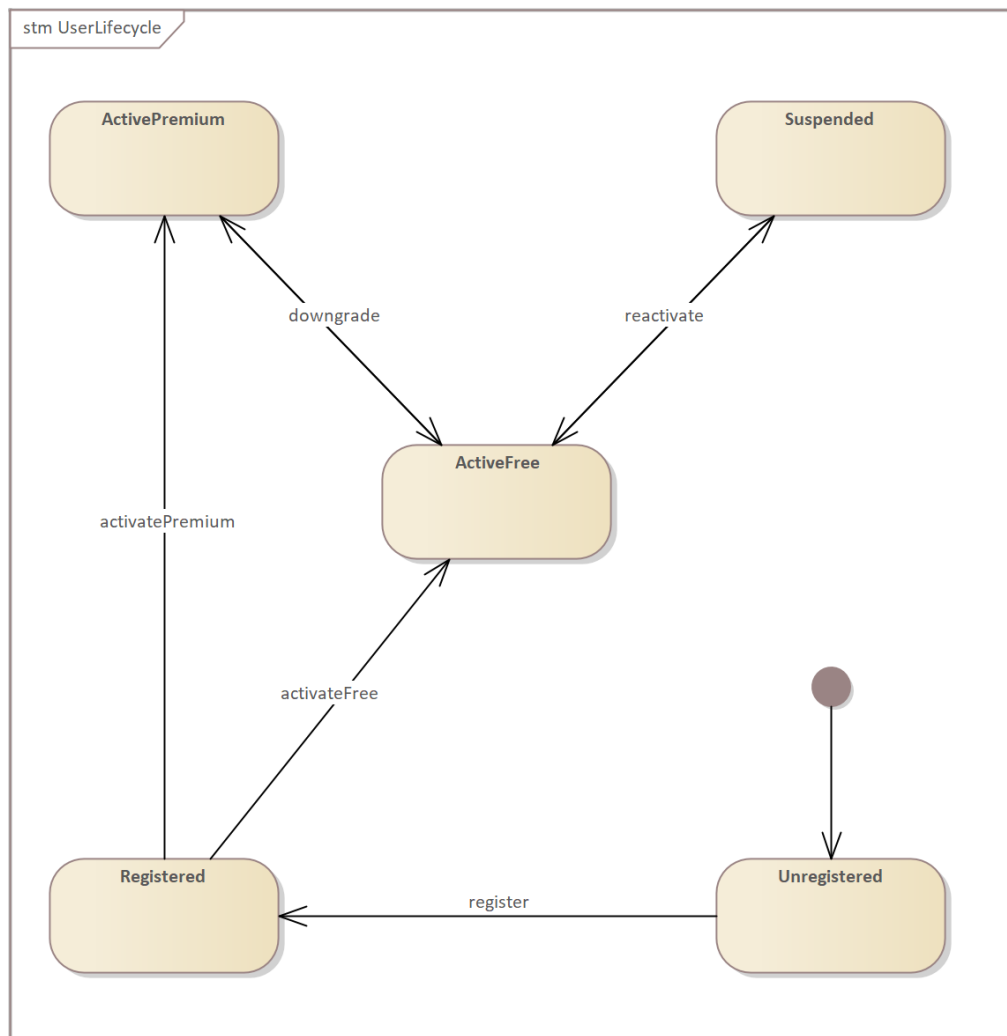 stm UserLifecycle
ActivePremium
Suspended
downgrade
reactivate
ActiveFree
activatePremium
activateFree
Registered
Unregistered
register